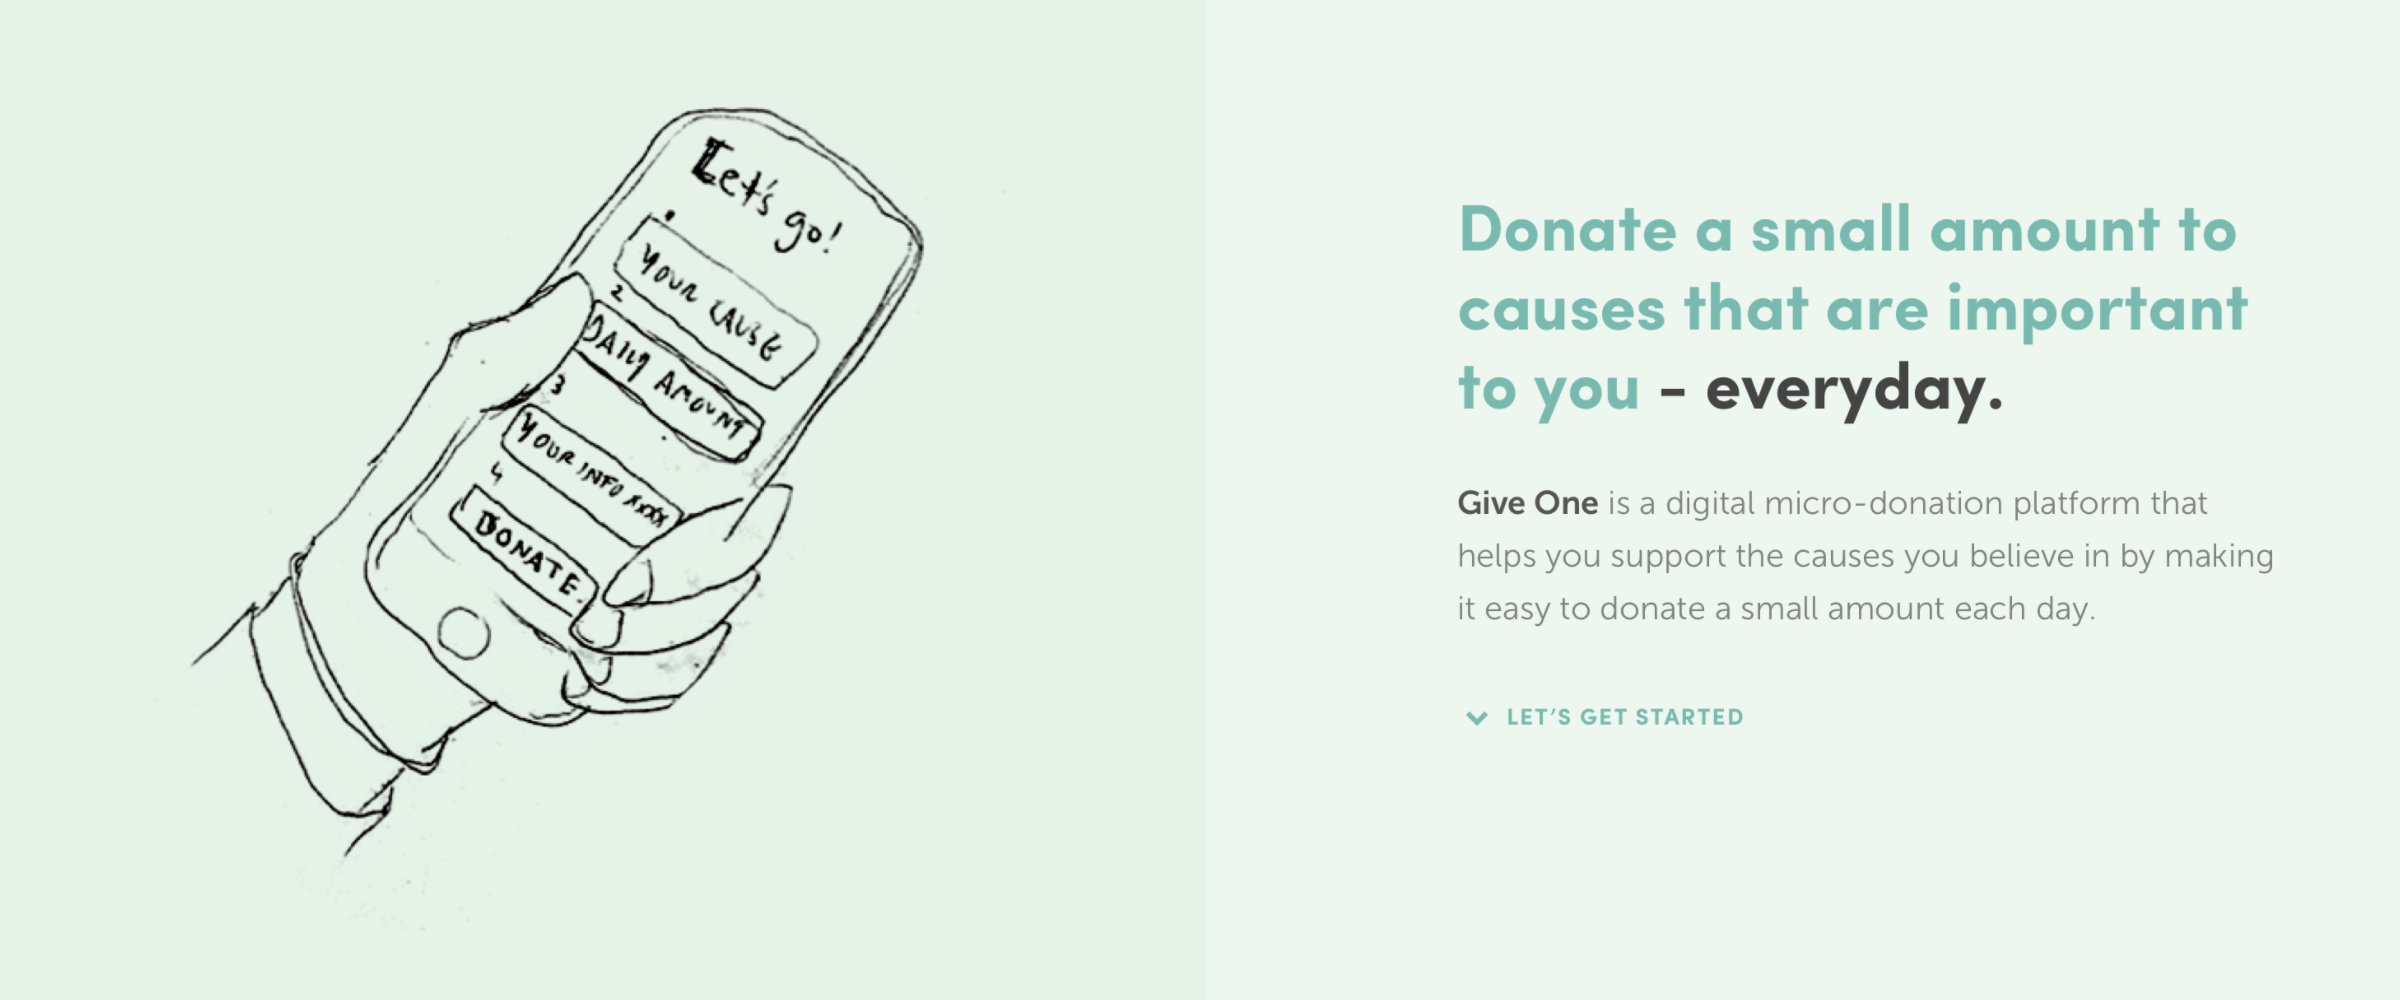 Let's go!
YOUR CAUSE
2
DAILY AMOUNT
3
YOUR INFO XXXX
4
DONATE
Donate a small amount to
causes that are important
to you - everyday.
Give One is a digital micro-donation platform that
helps you support the causes you believe in by making
it easy to donate a small amount each day.
LET'S GET STARTED